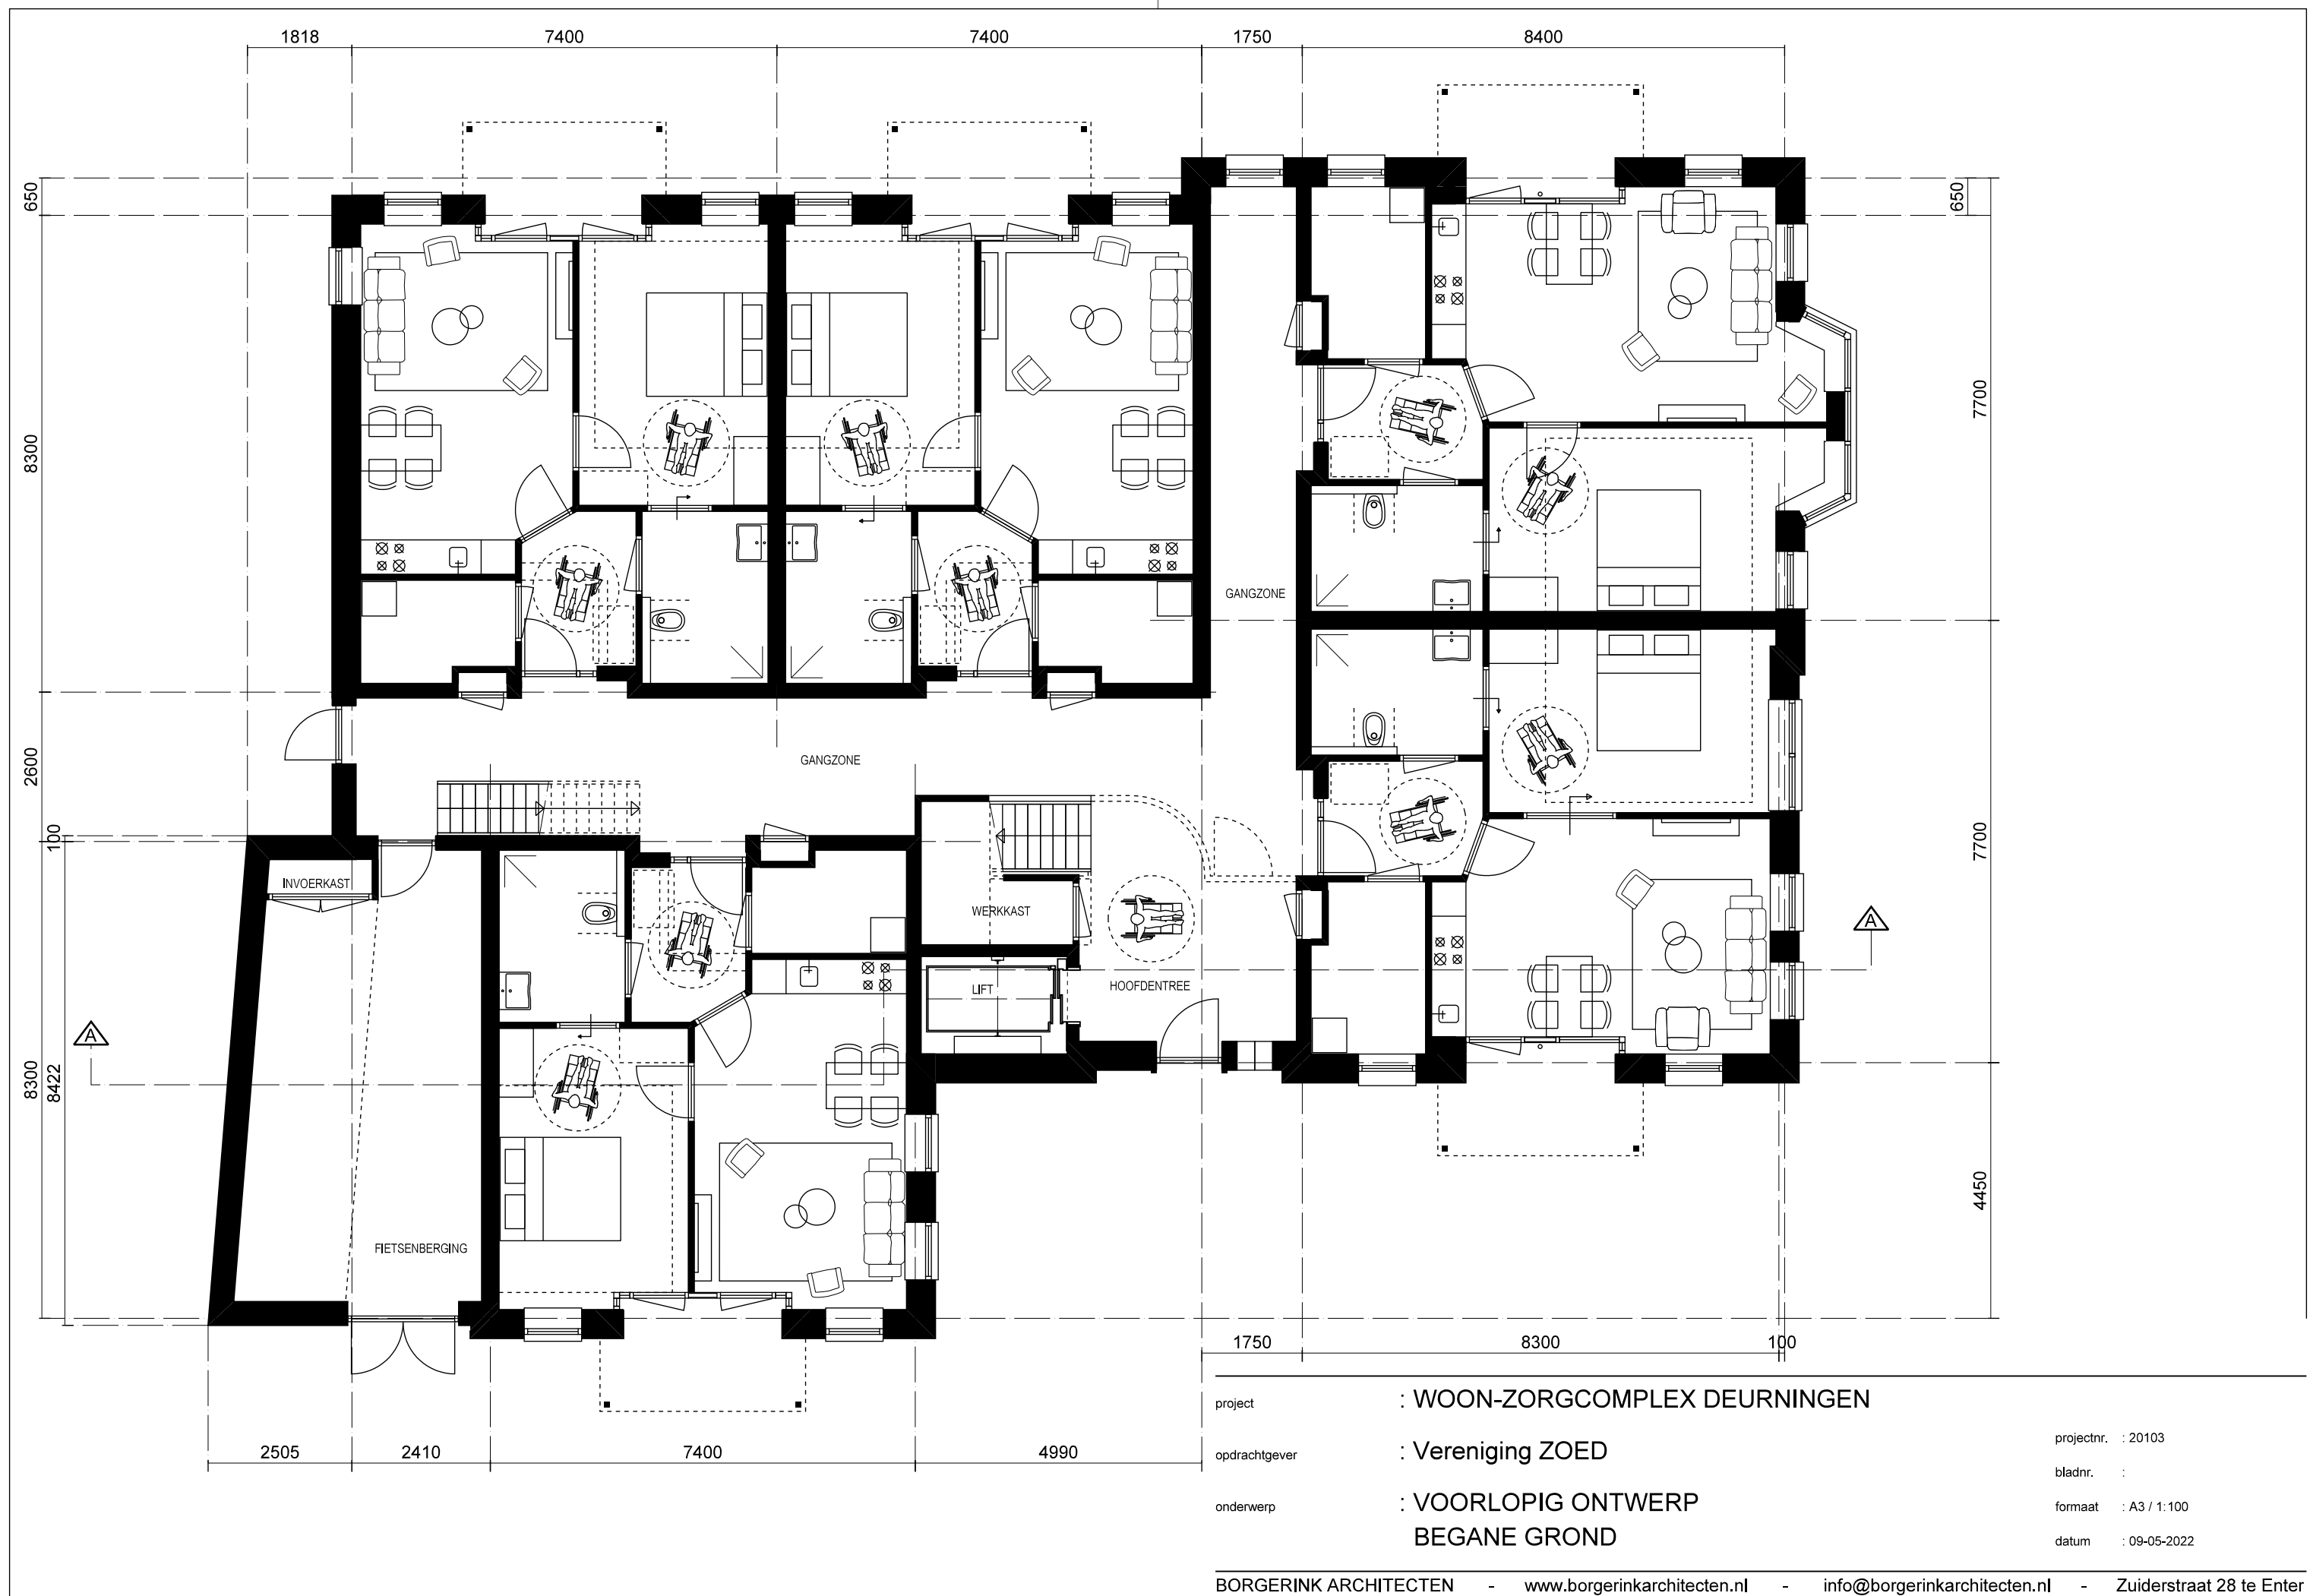 1818 7400 7400 1750 8400
650
650
8300
7700
GANGZONE
2600
GANGZONE
100
7700
INVOERKAST
WERKKAST
A
LIFT
HOOFDENTREE
A
8300
8422
4450
FIETSENBERGING
1750 8300 100
2505 2410 7400 4990
project : WOON-ZORGCOMPLEX DEURNINGEN
projectnr. : 20103
opdrachtgever : Vereniging ZOED
bladnr. :
onderwerp : VOORLOPIG ONTWERP
formaat : A3 / 1:100
BEGANE GROND
datum : 09-05-2022
BORGERINK ARCHITECTEN - www.borgerinkarchitecten.nl - info@borgerinkarchitecten.nl - Zuiderstraat 28 te Enter